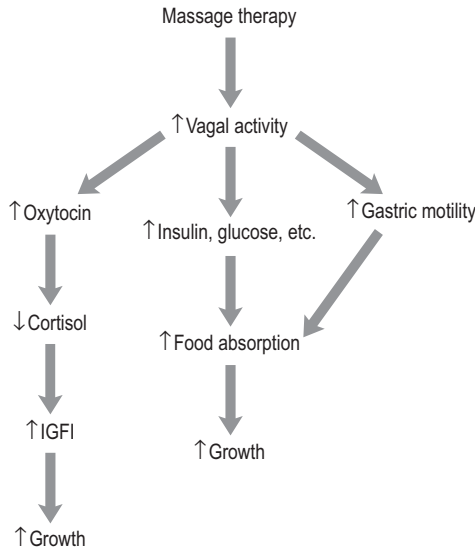 Massage therapy
↑Vagal activity
↑Oxytocin
↑Gastric motility
↑Insulin, glucose, etc.
↓Cortisol
↑Food absorption
↑IGFI
↑Growth
↑Growth